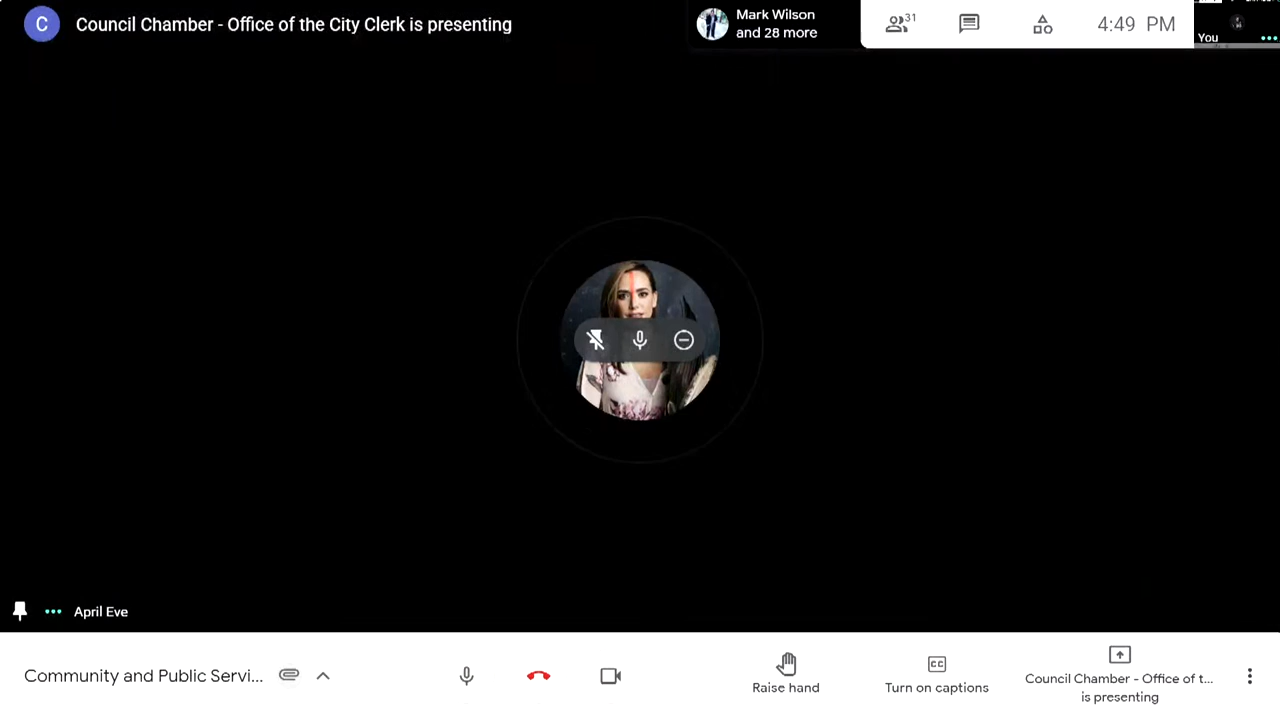 C
Council Chamber - Office of the City Clerk is presenting
Mark Wilson
and 28 more
31
4:49 PM
You
April Eve
Community and Public Servi...
Raise hand
CC
Turn on captions
Council Chamber - Office of t...
is presenting